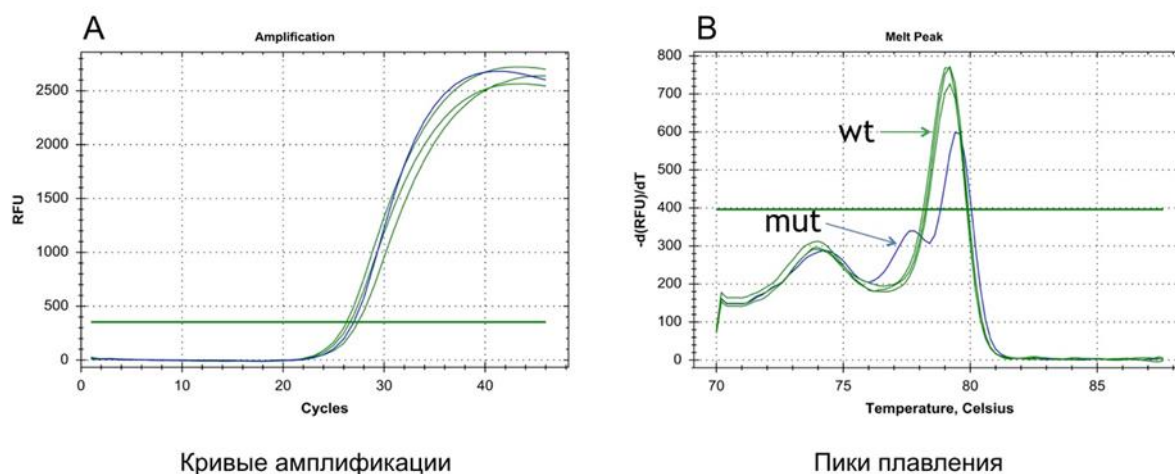 A
Amplification
RFU
2500
2000
1500
1000
500
0
0
10
20
30
40
Cycles
Кривые амплификации
B
Melt Peak
-d(RFU)/dT
800
700
600
500
400
300
200
100
0
wt
mut
70
75
80
85
Temperature, Celsius
Пики плавления